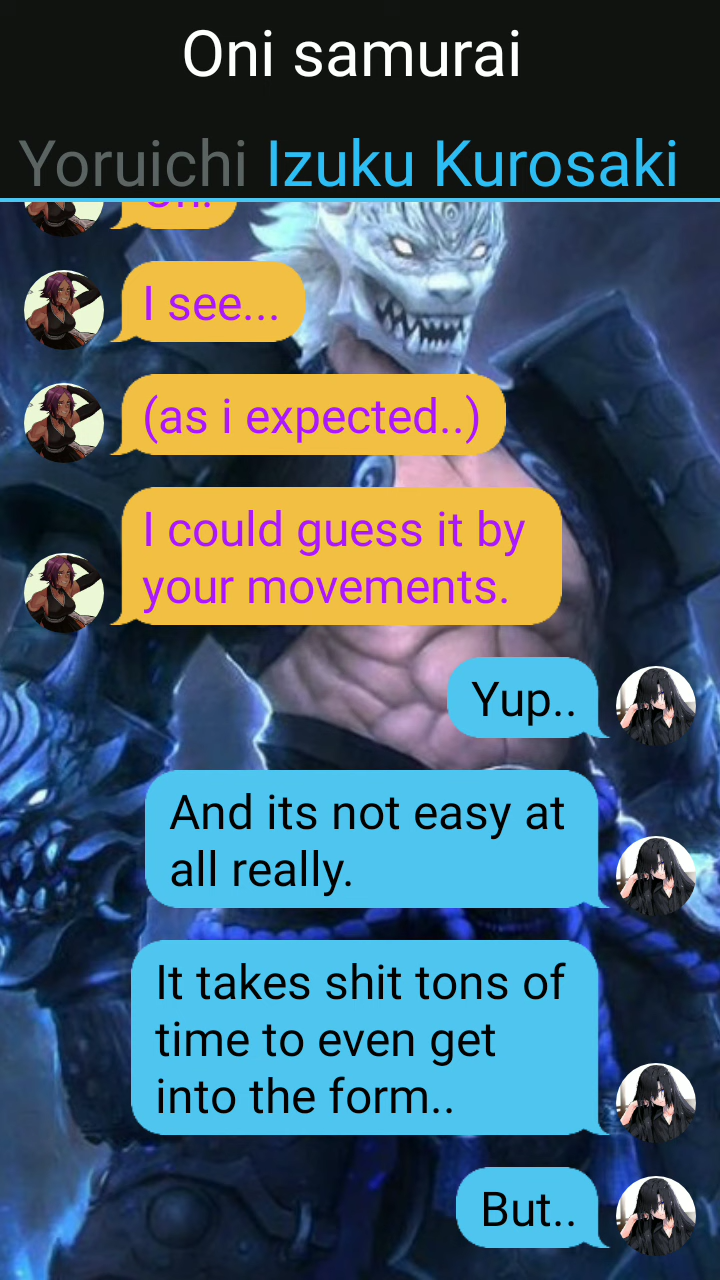 Oni samurai
Yoruichi Izuku Kurosaki
I see...
(as i expected..)
I could guess it by
your movements.
Yup..
And its not easy at
all really.
It takes shit tons of
time to even get
into the form..
But..